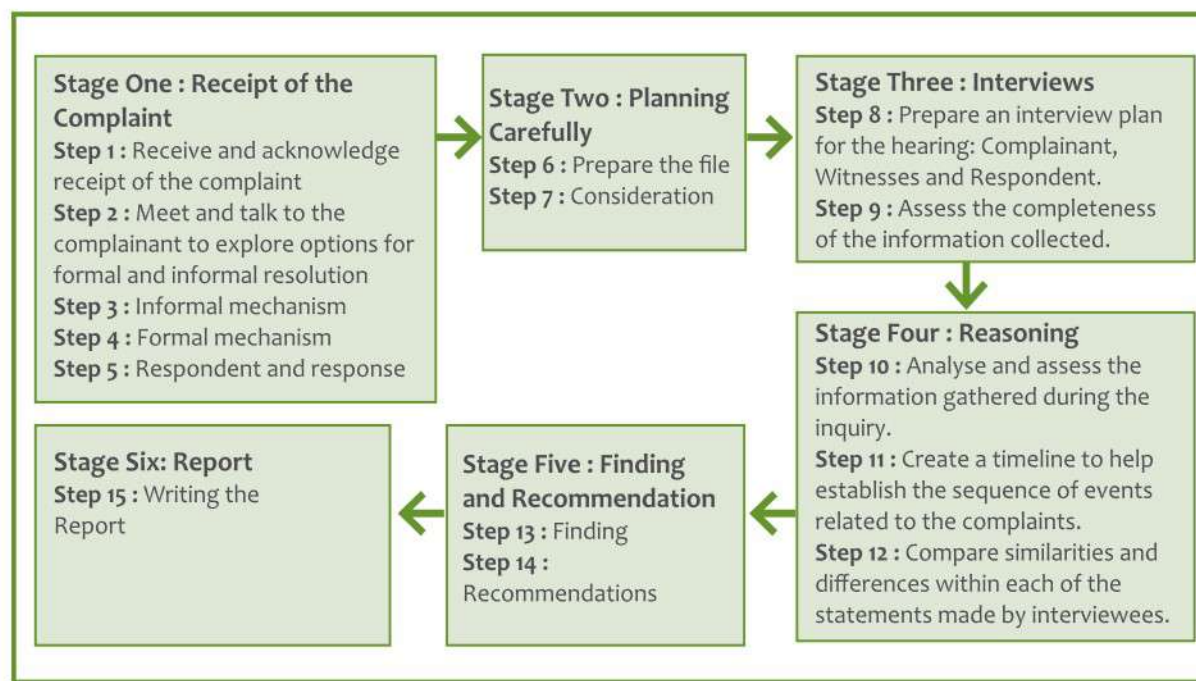 Stage One : Receipt of the
Complaint
Step 1 : Receive and acknowledge
receipt of the complaint
Step 2 : Meet and talk to the
complainant to explore options for
formal and informal resolution
Step 3 : Informal mechanism
Step 4 : Formal mechanism
Step 5 : Respondent and response
Stage Two : Planning
Carefully
Step 6 : Prepare the file
Step 7 : Consideration
Stage Three : Interviews
Step 8 : Prepare an interview plan
for the hearing: Complainant,
Witnesses and Respondent.
Step 9 : Assess the completeness
of the information collected.
Stage Four : Reasoning
Step 10 : Analyse and assess the
information gathered during the
inquiry.
Step 11 : Create a timeline to help
establish the sequence of events
related to the complaints.
Step 12 : Compare similarities and
differences within each of the
statements made by interviewees.
Stage Five : Finding
and Recommendation
Step 13 : Finding
Step 14 :
Recommendations
Stage Six: Report
Step 15 : Writing the
Report